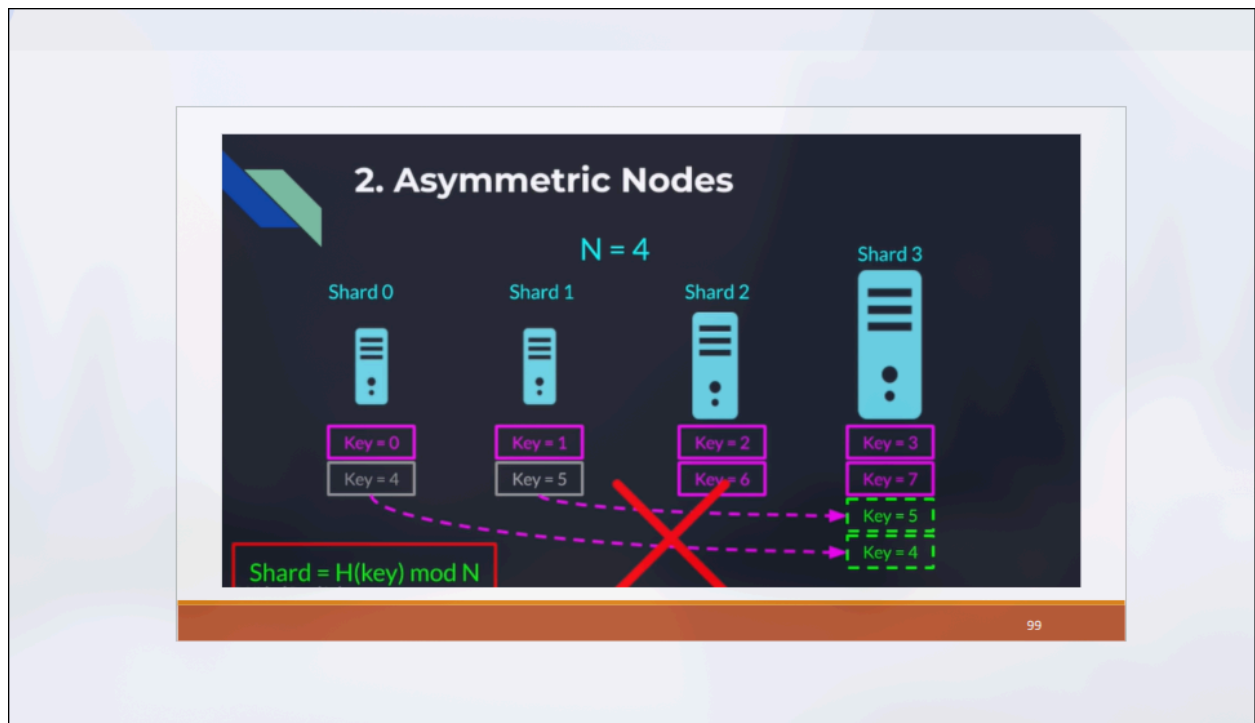 2. Asymmetric Nodes
N = 4
Shard 0
Shard 1
Shard 2
Shard 3
Key = 0
Key = 1
Key = 2
Key = 3
Key = 4
Key = 5
Key = 6
Key = 7
Key = 5
Key = 4
Shard = H(key) mod N
99